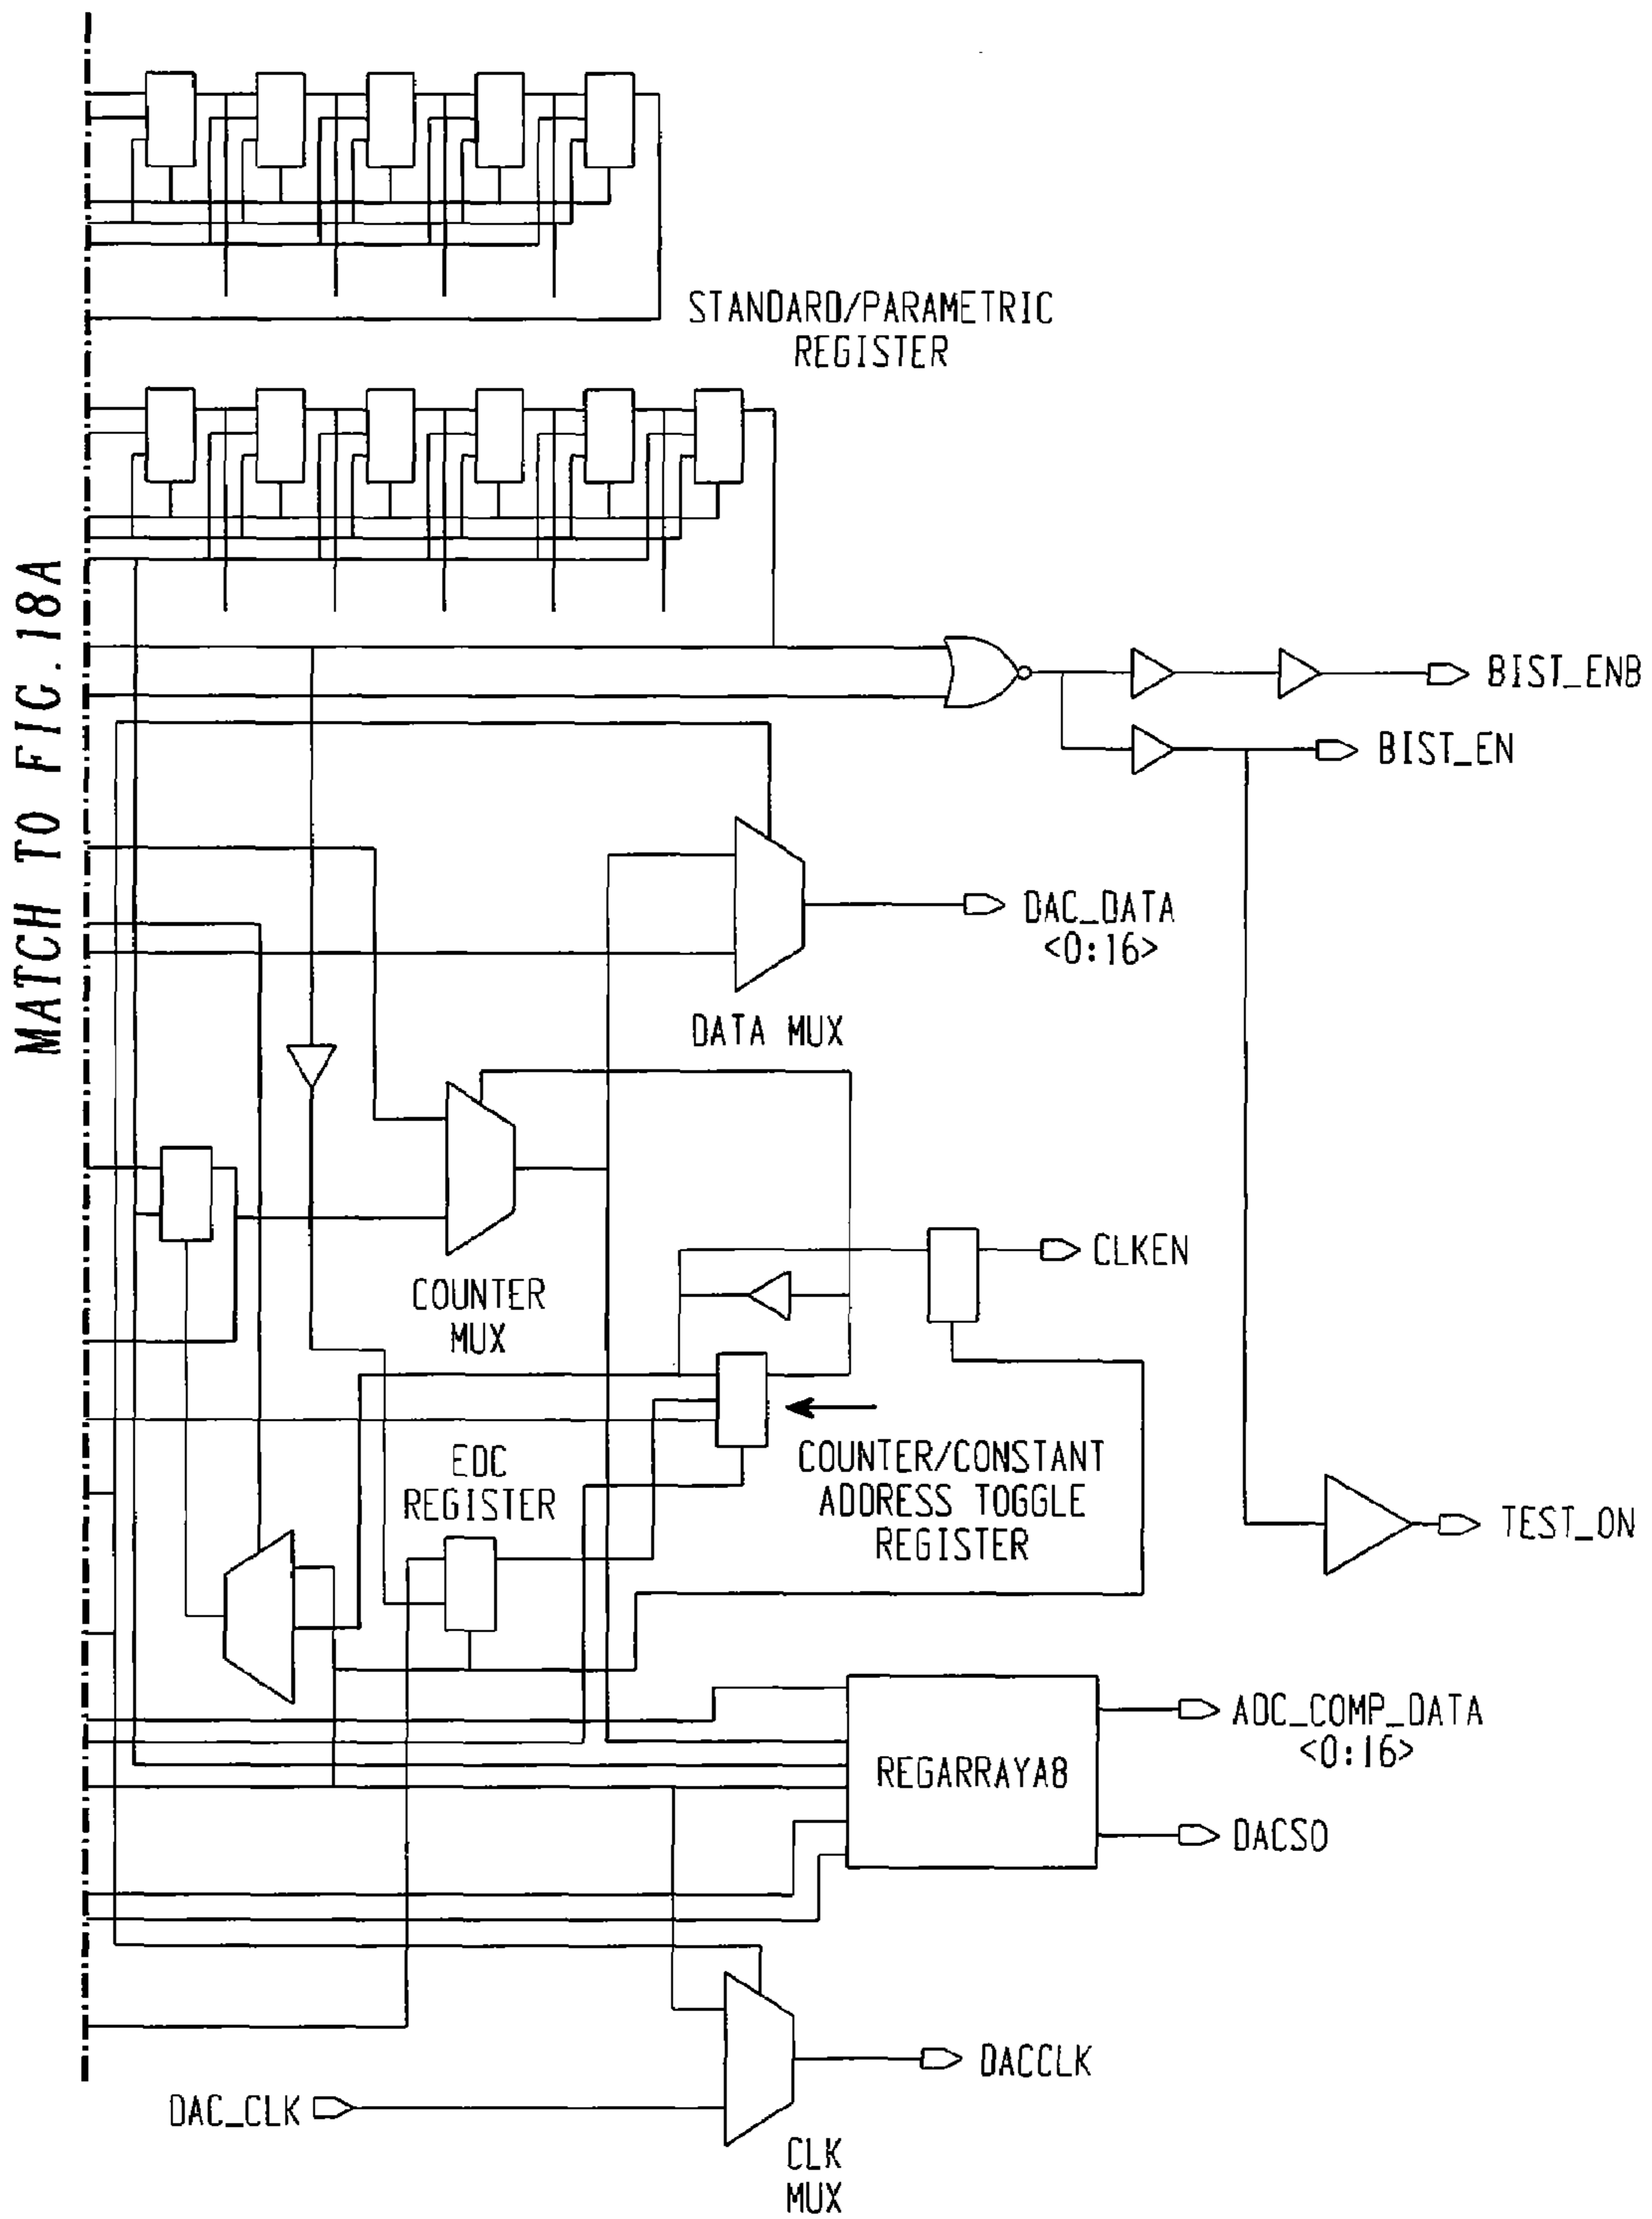 MATCH TO FIG.18A
STANDARD/PARAMETRIC
REGISTER
BIST_ENB
BIST_EN
DAC_DATA
<0:16>
DATA MUX
CLKEN
COUNTER
MUX
COUNTER/CONSTANT
ADDRESS TOGGLE
REGISTER
EDC
REGISTER
TEST_ON
ADC_COMP_DATA
<0:16>
REGARRAYA8
DACSO
DACCLK
DAC_CLK
CLK
MUX